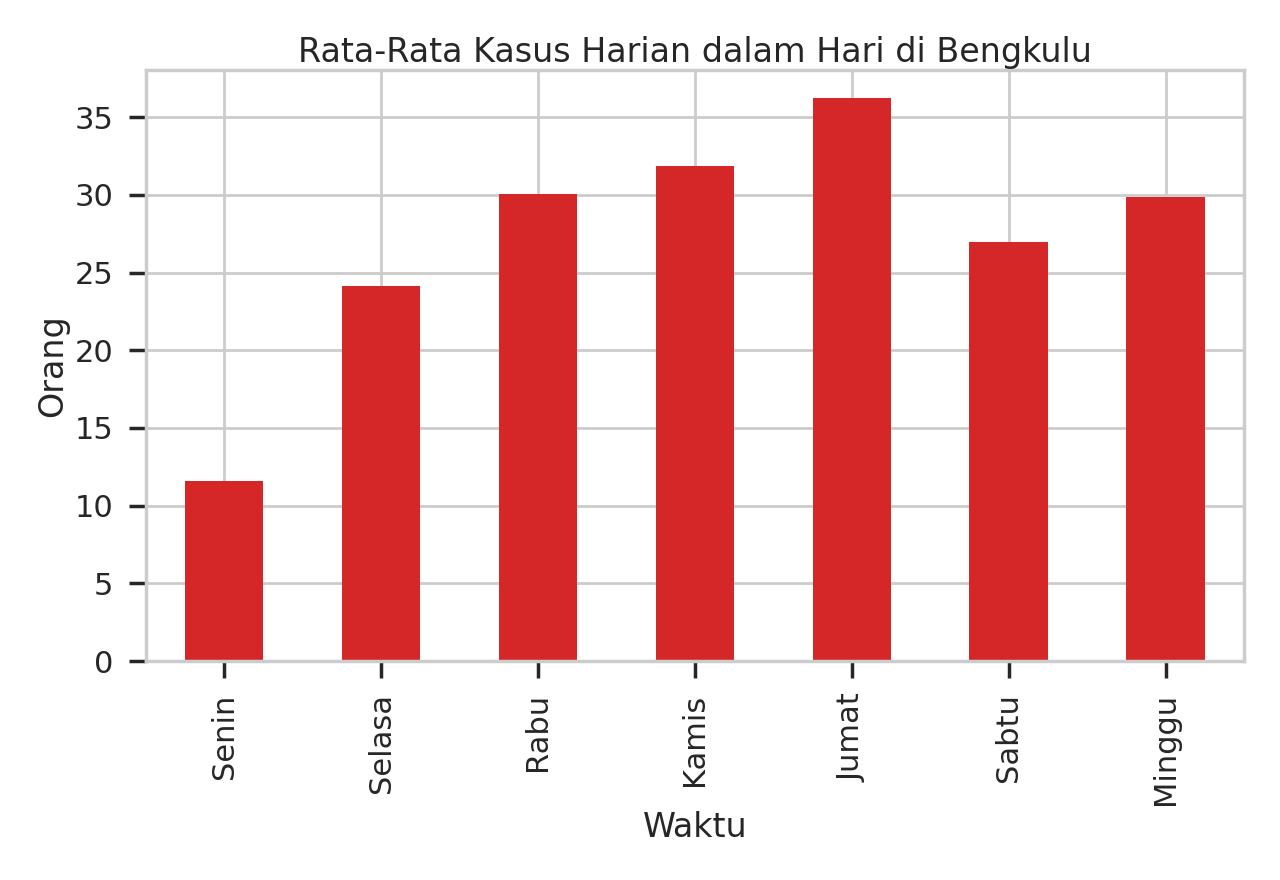 Rata-Rata Kasus Harian dalam Hari di Bengkulu
35
30
25
20
15
10
5
0
Orang
Senin
Selasa
Rabu
Kamis
Jumat
Sabtu
Minggu
Waktu